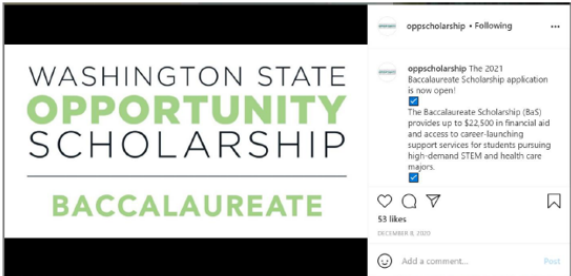 WASHINGTON STATE
OPPORTUNITY
SCHOLARSHIP
BACCALAUREATE
oppscholarship • Following
oppscholarship The 2021
Baccalaureate Scholarship application
is now open!
The Baccalaureate Scholarship (BaS)
provides up to $22,500 in financial aid
and access to career-launching
support services for students pursuing
high-demand STEM and health care
majors.
53 likes
DECEMBER 8, 2020
Add a comment...
Post